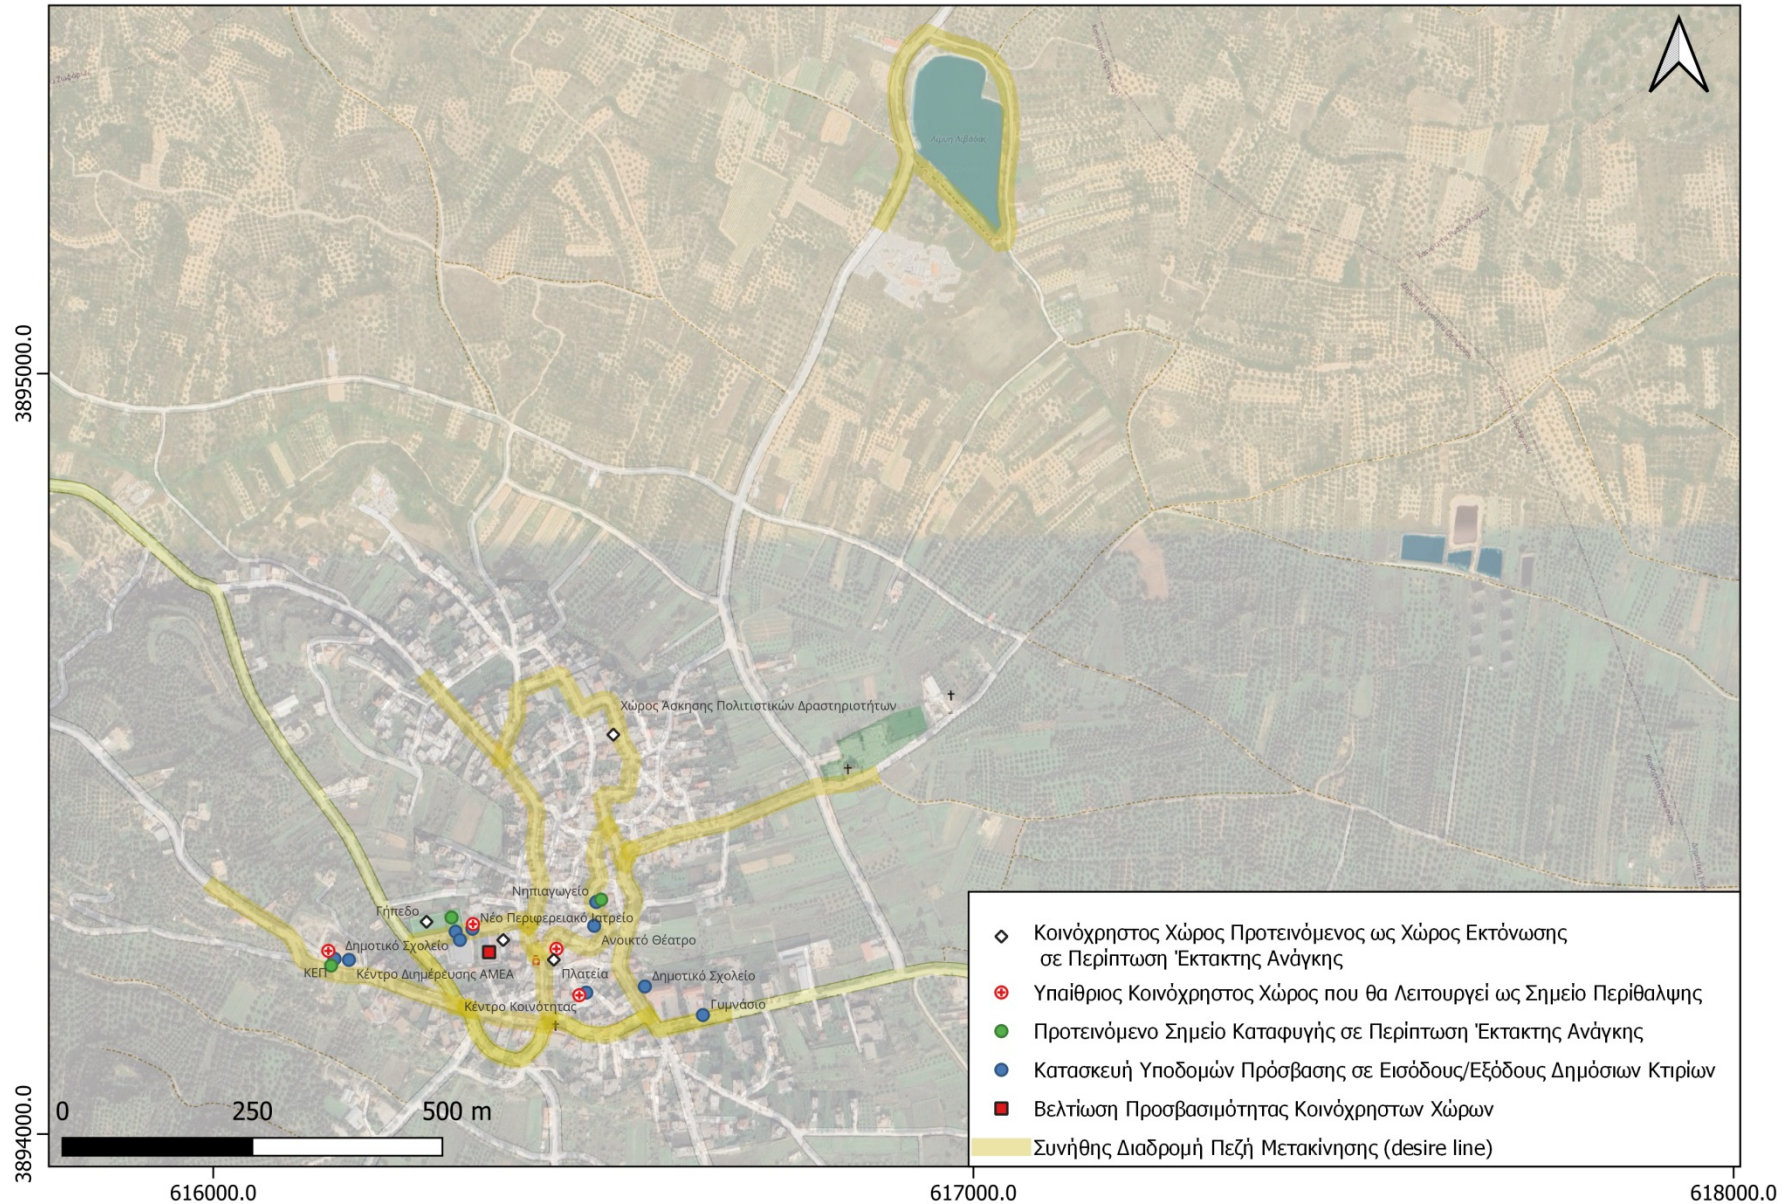 Λίμνη Λιβάδας
3895000.0
Χώρος Άσκησης Πολιτιστικών Δραστηριοτήτων
Νηπιαγωγείο
Γήπεδο
Νέο Περιφερειακό Ιατρείο
Ανοικτό Θέατρο
Δημοτικό Σχολείο
ΚΕΠ
Κέντρο Διημέρευσης ΑΜΕΑ
Πλατεία
Δημοτικό Σχολείο
Κέντρο Κοινότητας
Γυμνάσιο
Κοινόχρηστος Χώρος Προτεινόμενος ως Χώρος Εκτόνωσης
σε Περίπτωση Έκτακτης Ανάγκης
Υπαίθριος Κοινόχρηστος Χώρος που θα Λειτουργεί ως Σημείο Περίθαλψης
Προτεινόμενο Σημείο Καταφυγής σε Περίπτωση Έκτακτης Ανάγκης
Κατασκευή Υποδομών Πρόσβασης σε Εισόδους/Εξόδους Δημόσιων Κτιρίων
Βελτίωση Προσβασιμότητας Κοινόχρηστων Χώρων
Συνήθης Διαδρομή Πεζή Μετακίνησης (desire line)
0 250 500 m
3894000.0
616000.0 617000.0 618000.0